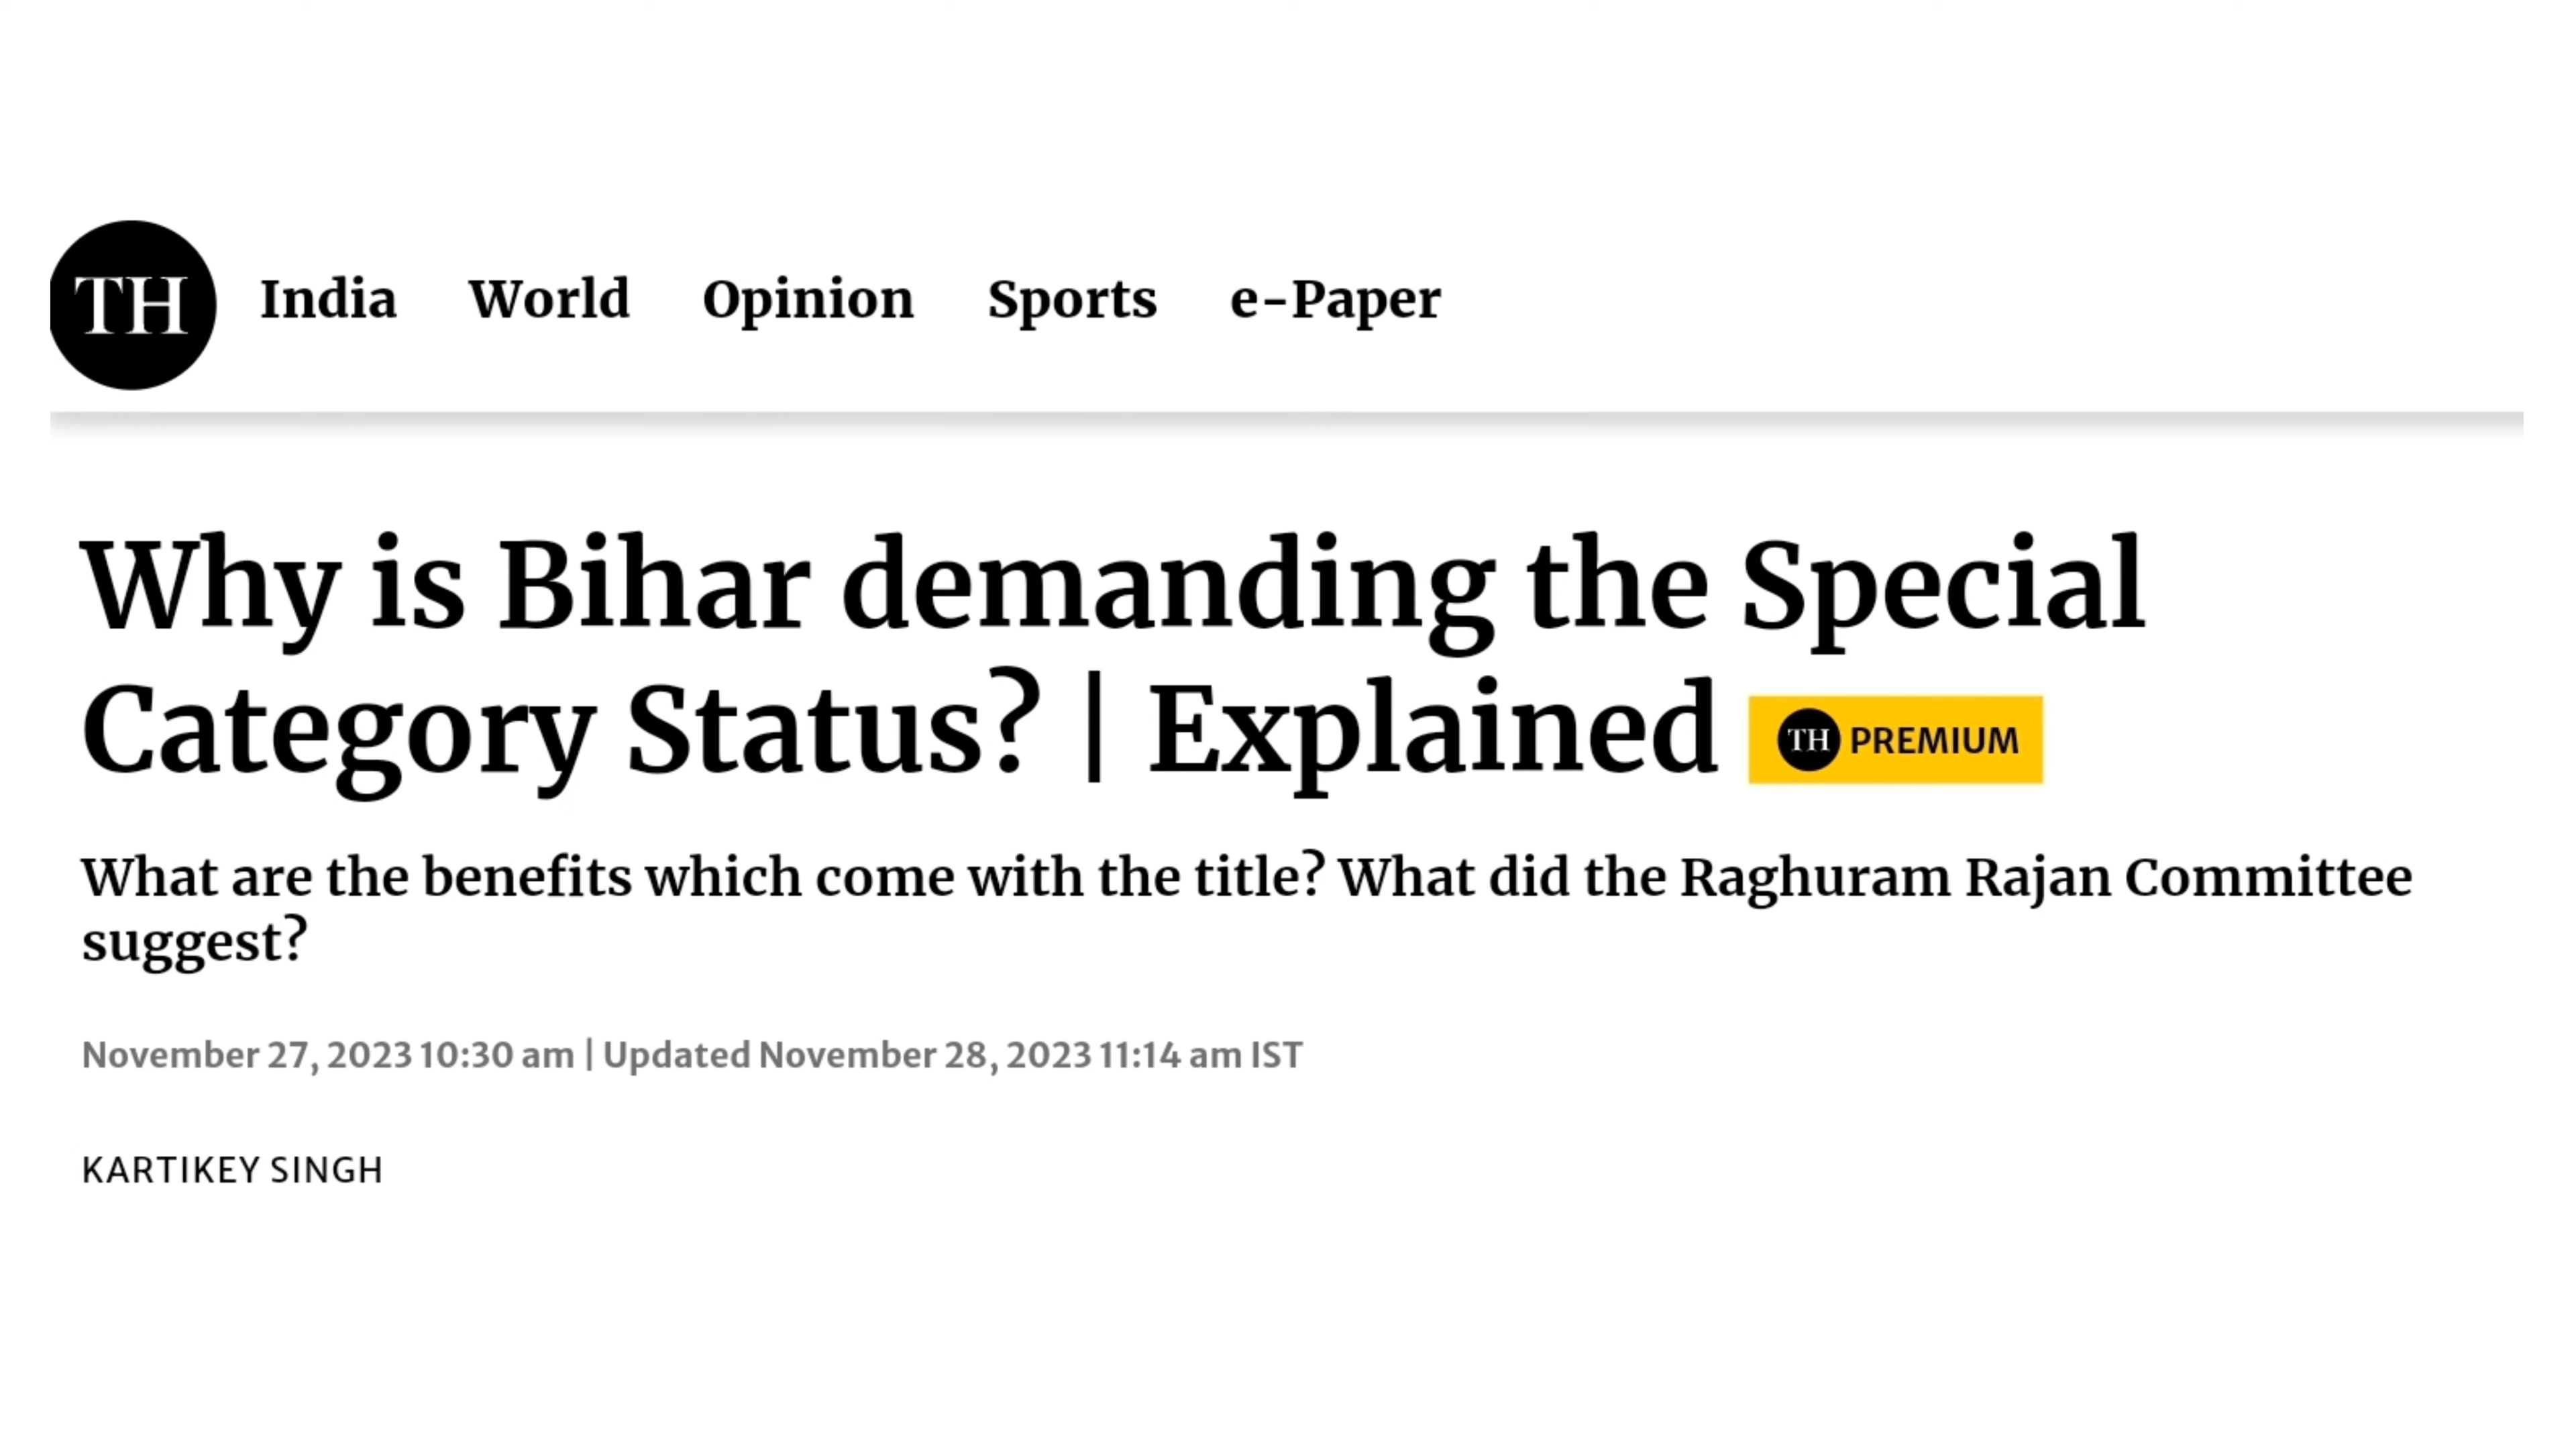 TH India World Opinion Sports e-Paper
Why is Bihar demanding the Special
Category Status? | Explained TH PREMIUM
What are the benefits which come with the title? What did the Raghuram Rajan Committee
suggest?
November 27, 2023 10:30 am | Updated November 28, 2023 11:14 am IST
KARTIKEY SINGH